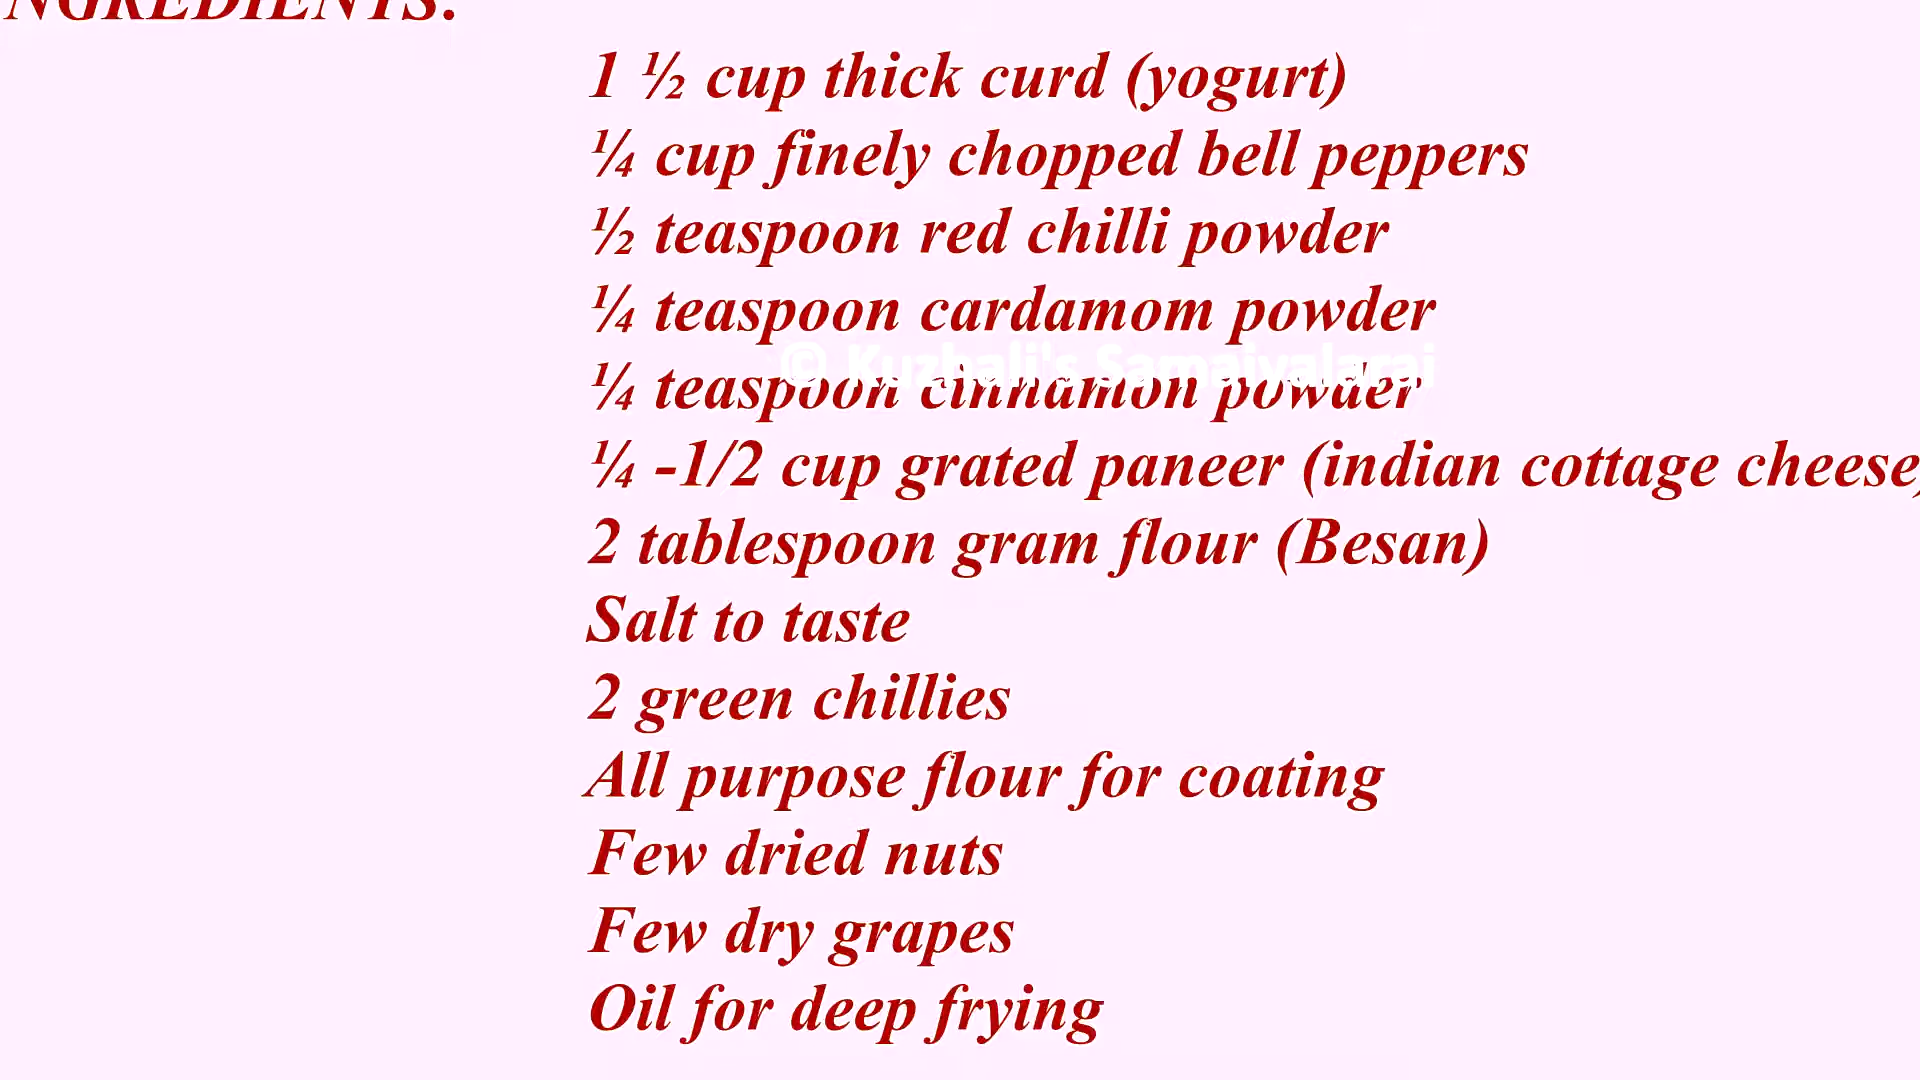 INGREDIENTS:
1 ½ cup thick curd (yogurt)
¼ cup finely chopped bell peppers
½ teaspoon red chilli powder
¼ teaspoon cardamom powder
© Kuzhali's Samaiyalarai
¼ teaspoon cinnamon powder
¼ -1/2 cup grated paneer (indian cottage cheese)
2 tablespoon gram flour (Besan)
Salt to taste
2 green chillies
All purpose flour for coating
Few dried nuts
Few dry grapes
Oil for deep frying